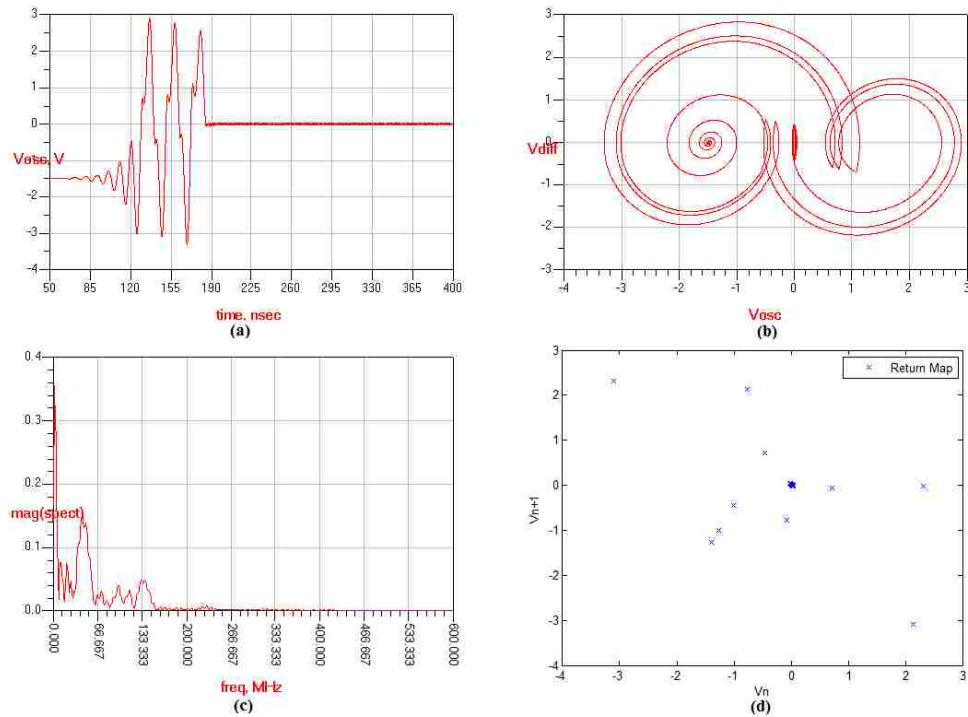 3
2
1
0
Vosc, V
-1
-2
-3
-4
50 85 120 155 190 260 295 330 365 400
time, nsec
(a)
3
2
1
0
Vdiff
-1
-2
-3
-4 -3 -2 -1 0 1 2 3
Vosc
(b)
0.4
0.3
0.2
mag(spect)
0.1
0.0
0.000 66.667 133.333 200.000 266.667 333.333 400.000 466.667 533.333 600.000
freq, MHz
(c)
3
2
1
0
-1
-2
-3
-4
Vn+1
× Return Map
-4 -3 -2 -1 0 1 2 3
Vn
(d)